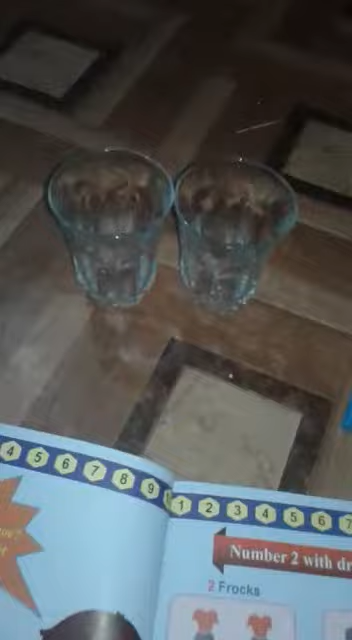 4 5 6 7 8 9
1 2 3 4 5 6 7
Number 2 with
2 Frocks